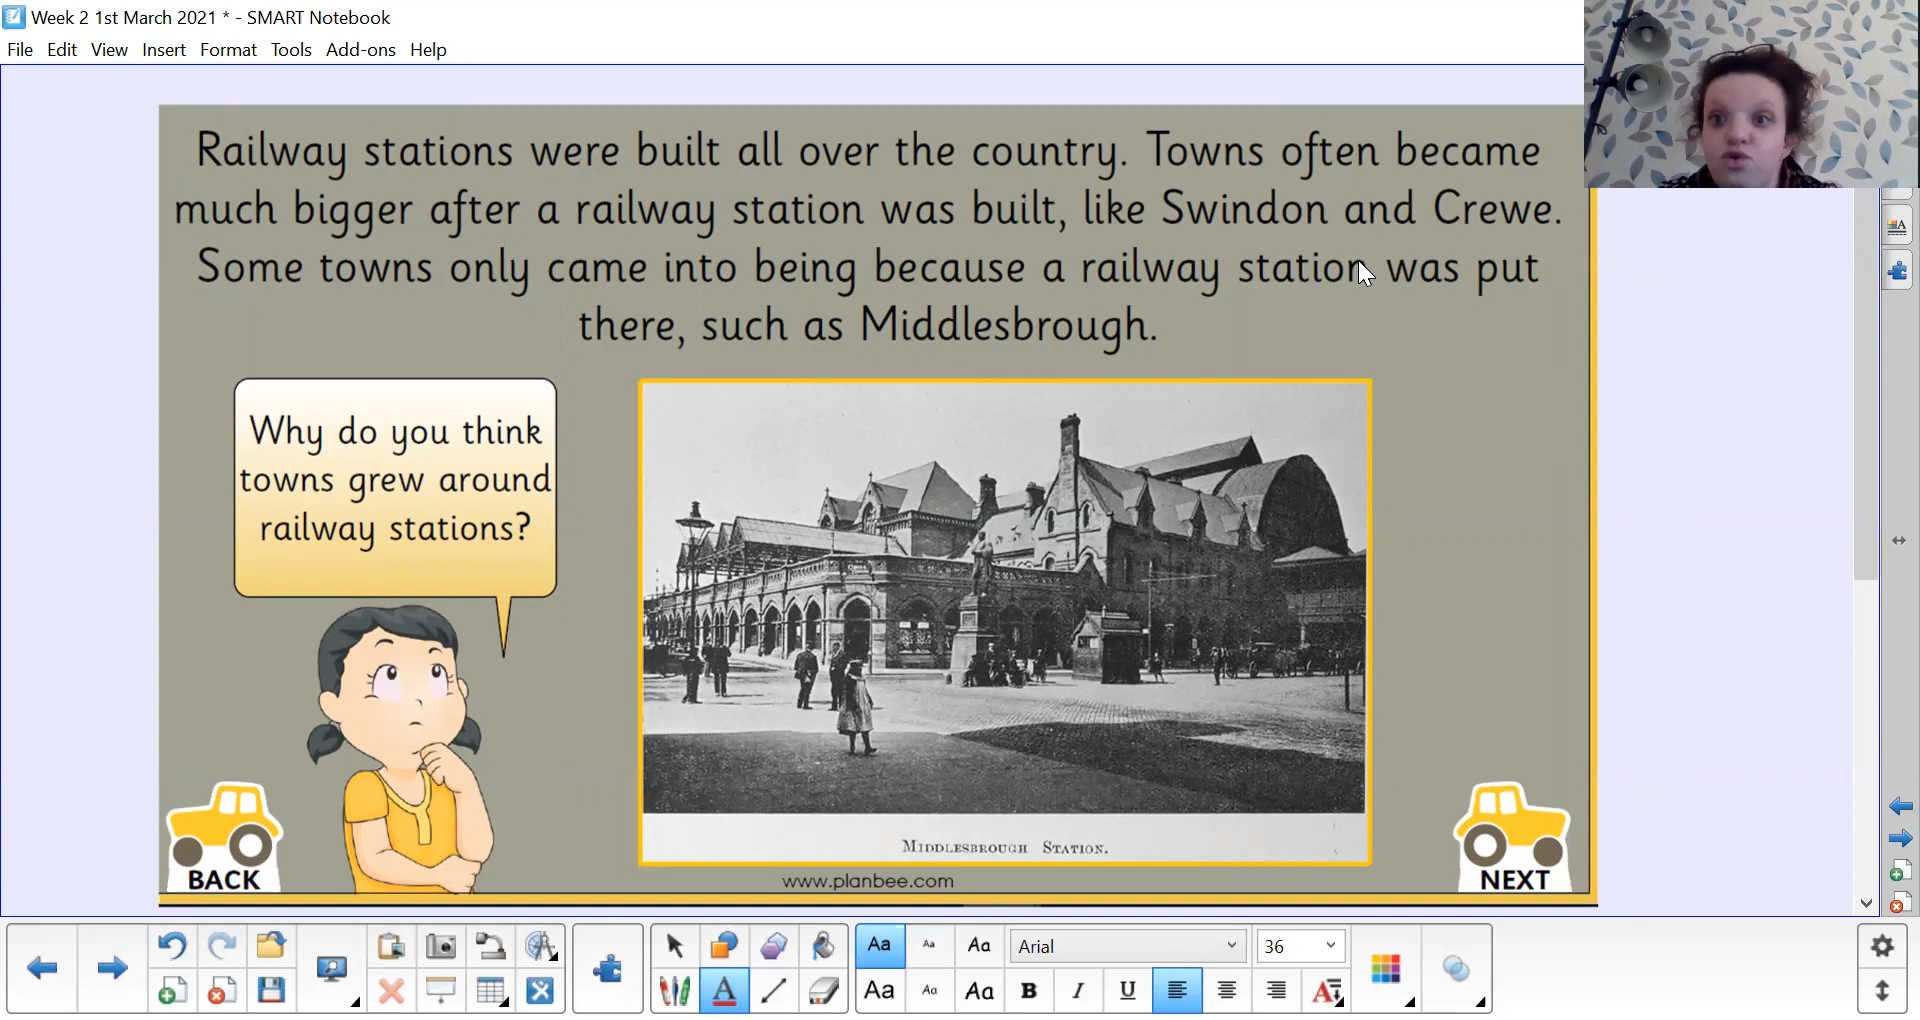 Week 2 1st March 2021 * - SMART Notebook
File Edit View Insert Format Tools Add-ons Help
Railway stations were built all over the country. Towns often became
much bigger after a railway station was built, like Swindon and Crewe.
Some towns only came into being because a railway station was put
there, such as Middlesbrough.
Why do you think
towns grew around
railway stations?
MIDDLESBROUGH STATION.
www.planbee.com
BACK
NEXT
Aa Aa Aa Arial 36
Aa Aa Aa B I U A